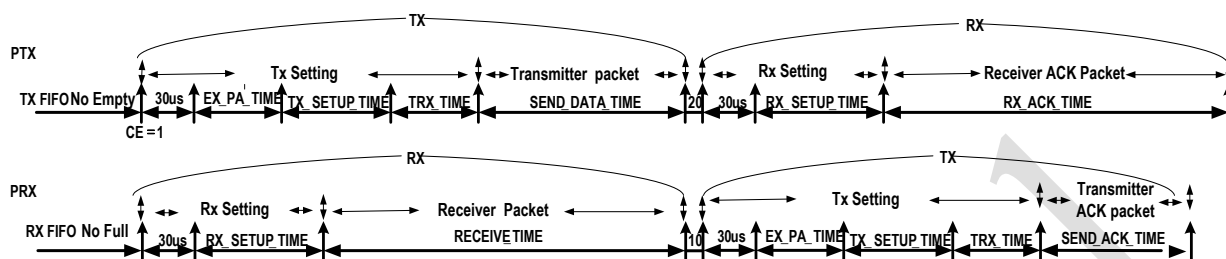 TX RX
PTX
Tx Setting Transmitter packet Rx Setting Receiver ACK Packet
TX FIFO No Empty 30us EX_PA_TIME TX_SETUP_TIME TRX_TIME SEND_DATA_TIME 20 30us RX_SETUP_TIME RX_ACK_TIME
CE=1
RX TX
PRX
Rx Setting Receiver Packet Tx Setting Transmitter
ACK packet
RX FIFO No Full 30us RX_SETUP_TIME RECEIVE_TIME 10 30us EX_PA_TIME TX_SETUP_TIME TRX_TIME SEND_ACK_TIME